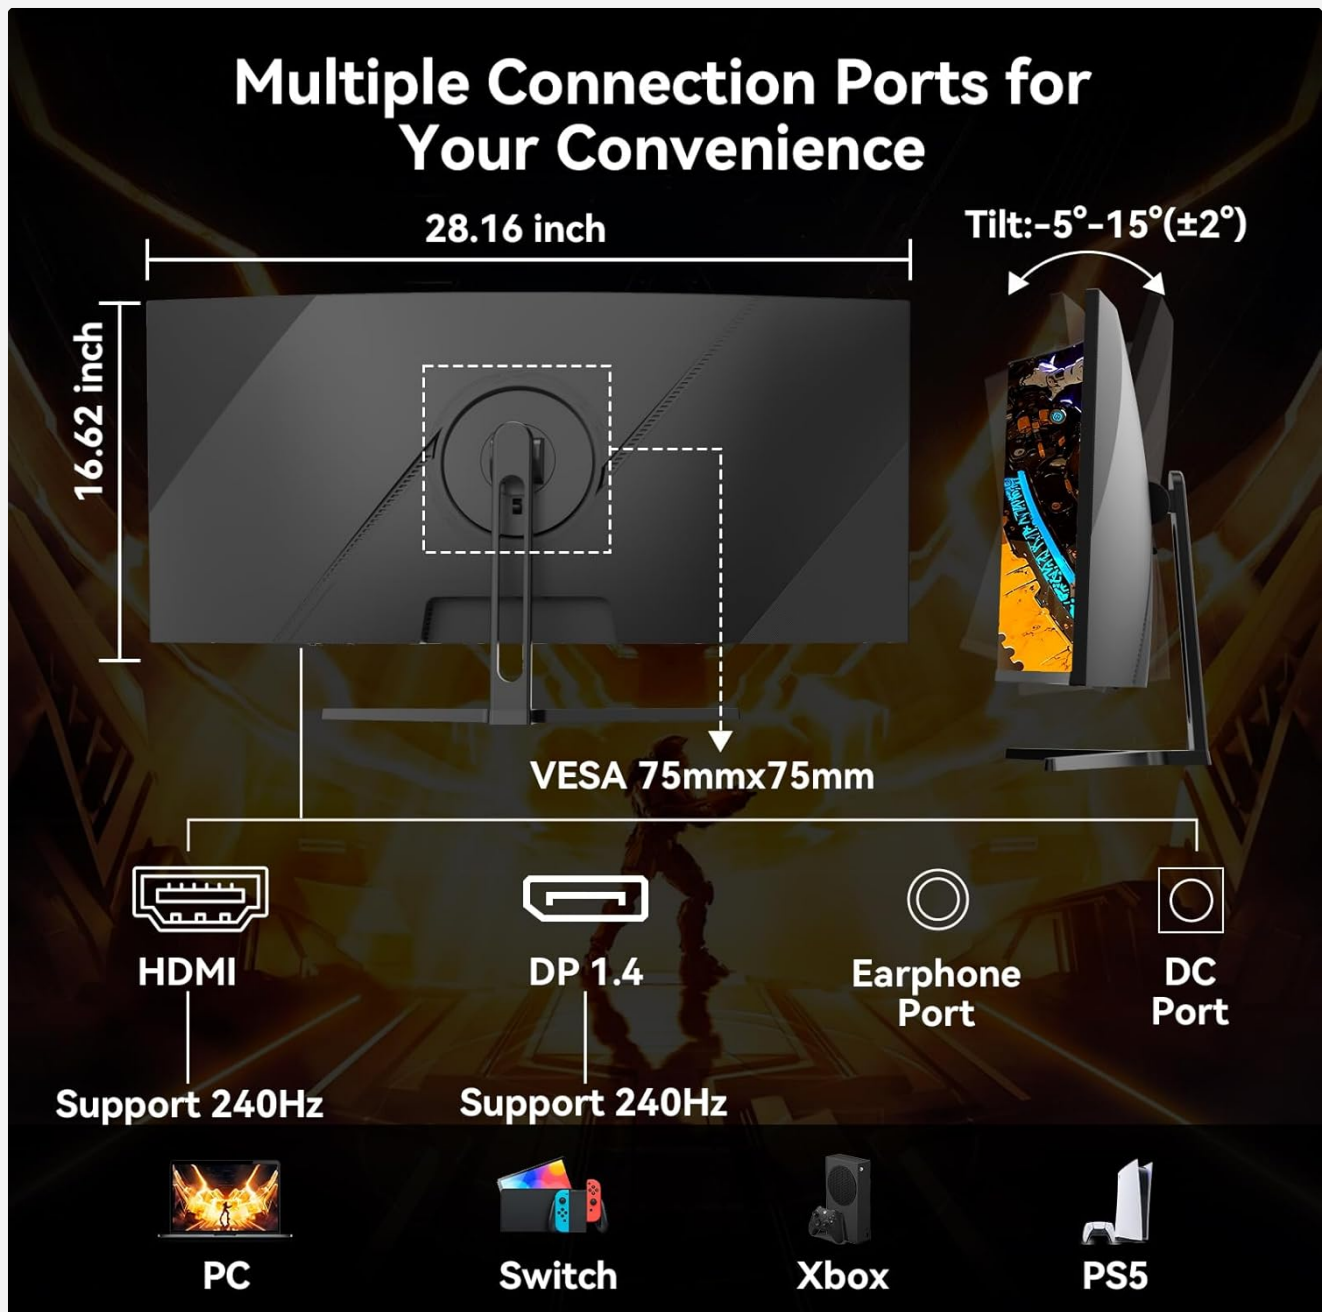 Multiple Connection Ports for
Your Convenience
28.16 inch
Tilt:-5°-15°(±2°)
16.62 inch
VESA 75mmx75mm
HDMI
DP 1.4
Earphone
Port
DC
Port
Support 240Hz
Support 240Hz
PC
Switch
Xbox
PS5